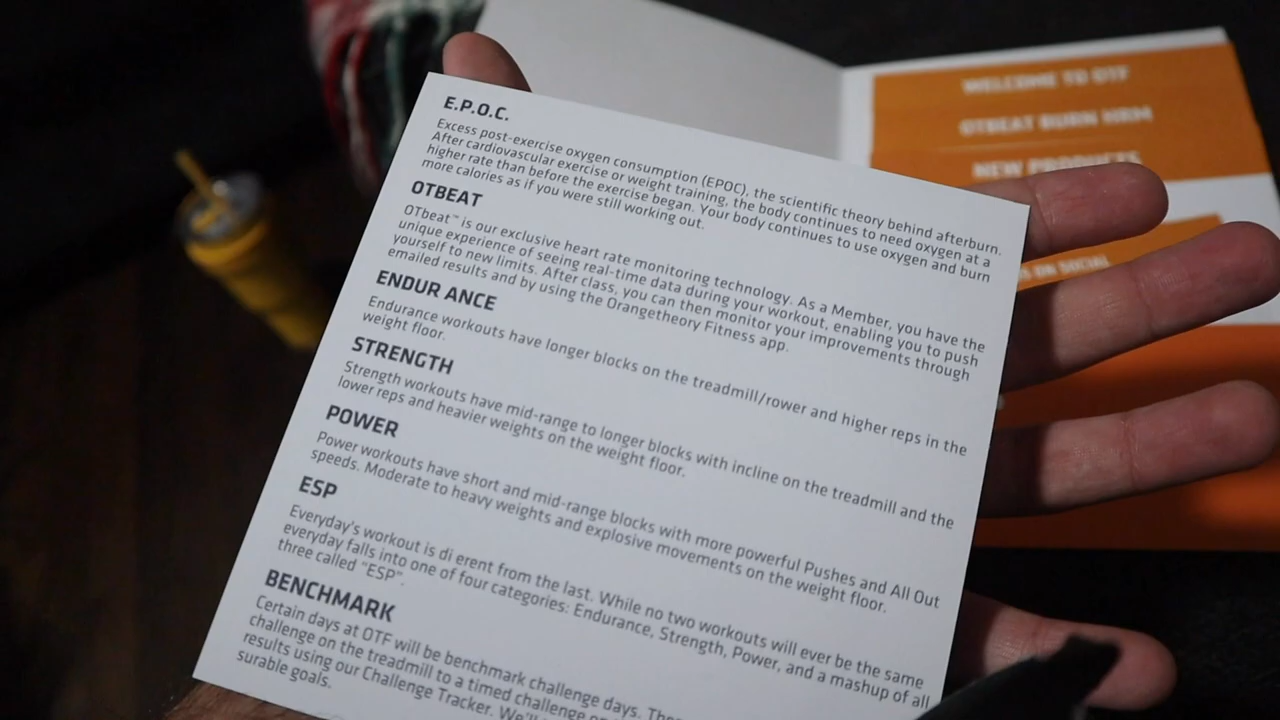 E.P.O.C.
Excess post-exercise oxygen consumption (EPOC), the scientific theory behind afterburn.
After cardiovascular exercise or weight training, the body continues to need oxygen at a
higher rate than before the exercise began. Your body continues to use oxygen and burn
more calories as if you were still working out.
OTBEAT
OTbeat™ is our exclusive heart rate monitoring technology. As a Member, you have the
unique experience of seeing real-time data during your workout, enabling you to push
yourself to new limits. After class, you can then monitor your improvements through
emailed results and by using the Orangetheory Fitness app.
ENDUR ANCE
Endurance workouts have longer blocks on the treadmill/rower and higher reps in the
weight floor.
STRENGTH
Strength workouts have mid-range to longer blocks with incline on the treadmill and the
lower reps and heavier weights on the weight floor.
POWER
Power workouts have short and mid-range blocks with more powerful Pushes and All Out
speeds. Moderate to heavy weights and explosive movements on the weight floor.
ESP
Everyday's workout is di erent from the last. While no two workouts will ever be the same
everyday falls into one of four categories: Endurance, Strength, Power, and a mashup of all
three called "ESP".
BENCHMARK
Certain days at OTF will be benchmark challenge days.
challenge on the treadmill to a timed challenge
results using our Challenge Tracker. We'll
surable goals.
WELCOME TO OTF
OTBEAT BURN HRM
NEW PRODUCTS
ON SOCIAL